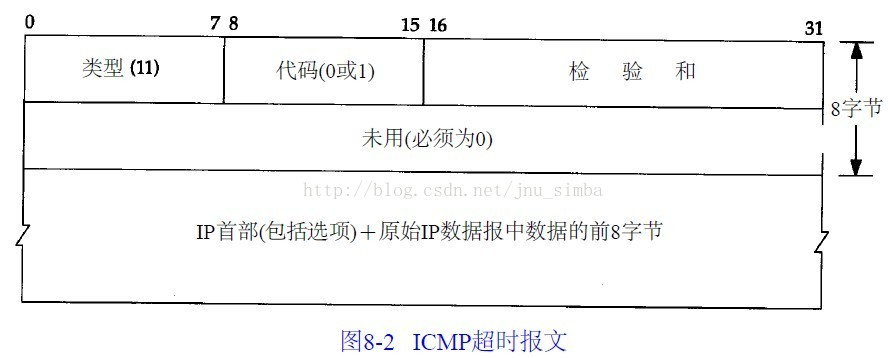 0 7 8 15 16 31
类型 (11) 代码(0或1) 检 验 和
8字节
未用(必须为0)
http://blog.csdn.net/jnu_simba
IP首部(包括选项)+原始IP数据报中数据的前8字节
图8-2 ICMP超时报文